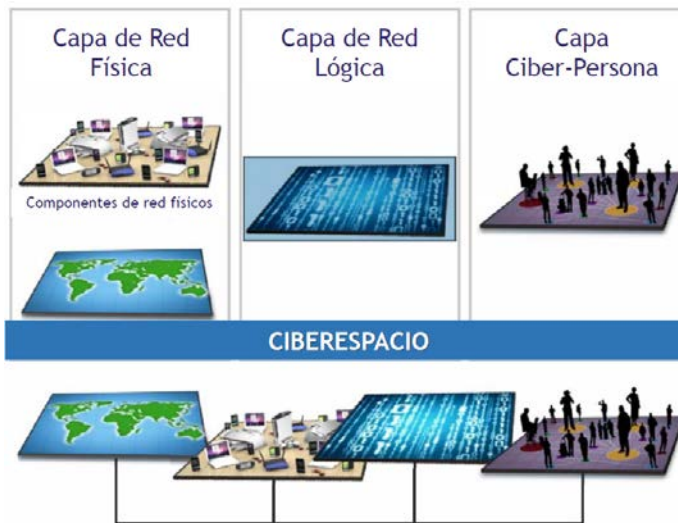 Capa de Red
Física
Capa de Red
Lógica
Capa
Ciber-Persona
Componentes de red físicos
CIBERESPACIO